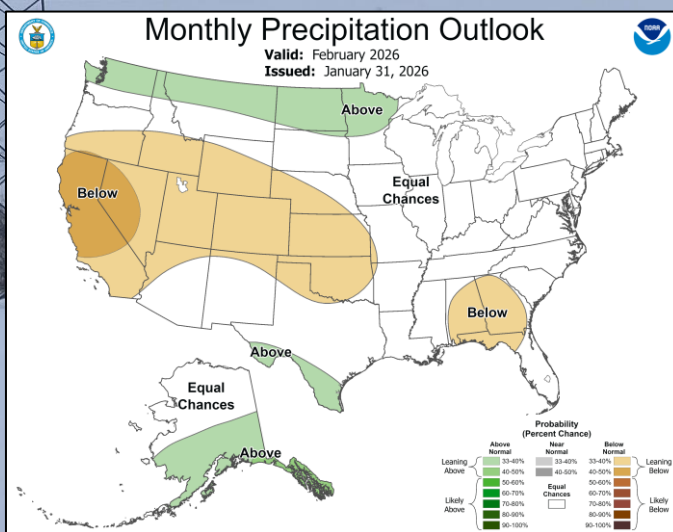 Monthly Precipitation Outlook
Valid: February 2026
Issued: January 31, 2026
NOAA
Above
Below
Equal
Chances
Below
Above
Equal
Chances
Above
Probability
(Percent Chance)
Above
Normal
Near
Normal
Below
Normal
Leaning
Above
33-40%
40-50%
33-40%
40-50%
33-40%
40-50%
Leaning
Below
Likely
Above
50-60%
60-70%
70-80%
80-90%
90-100%
Equal
Chances
50-60%
60-70%
70-80%
80-90%
90-100%
Likely
Below